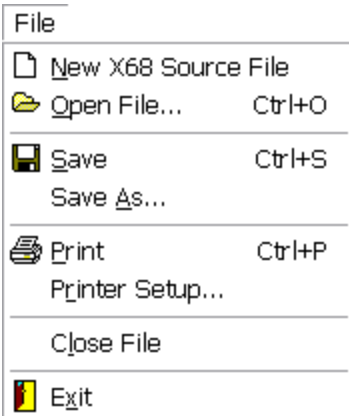 File
New X68 Source File
Open File... Ctrl+O
Save Ctrl+S
Save As...
Print Ctrl+P
Printer Setup...
Close File
Exit